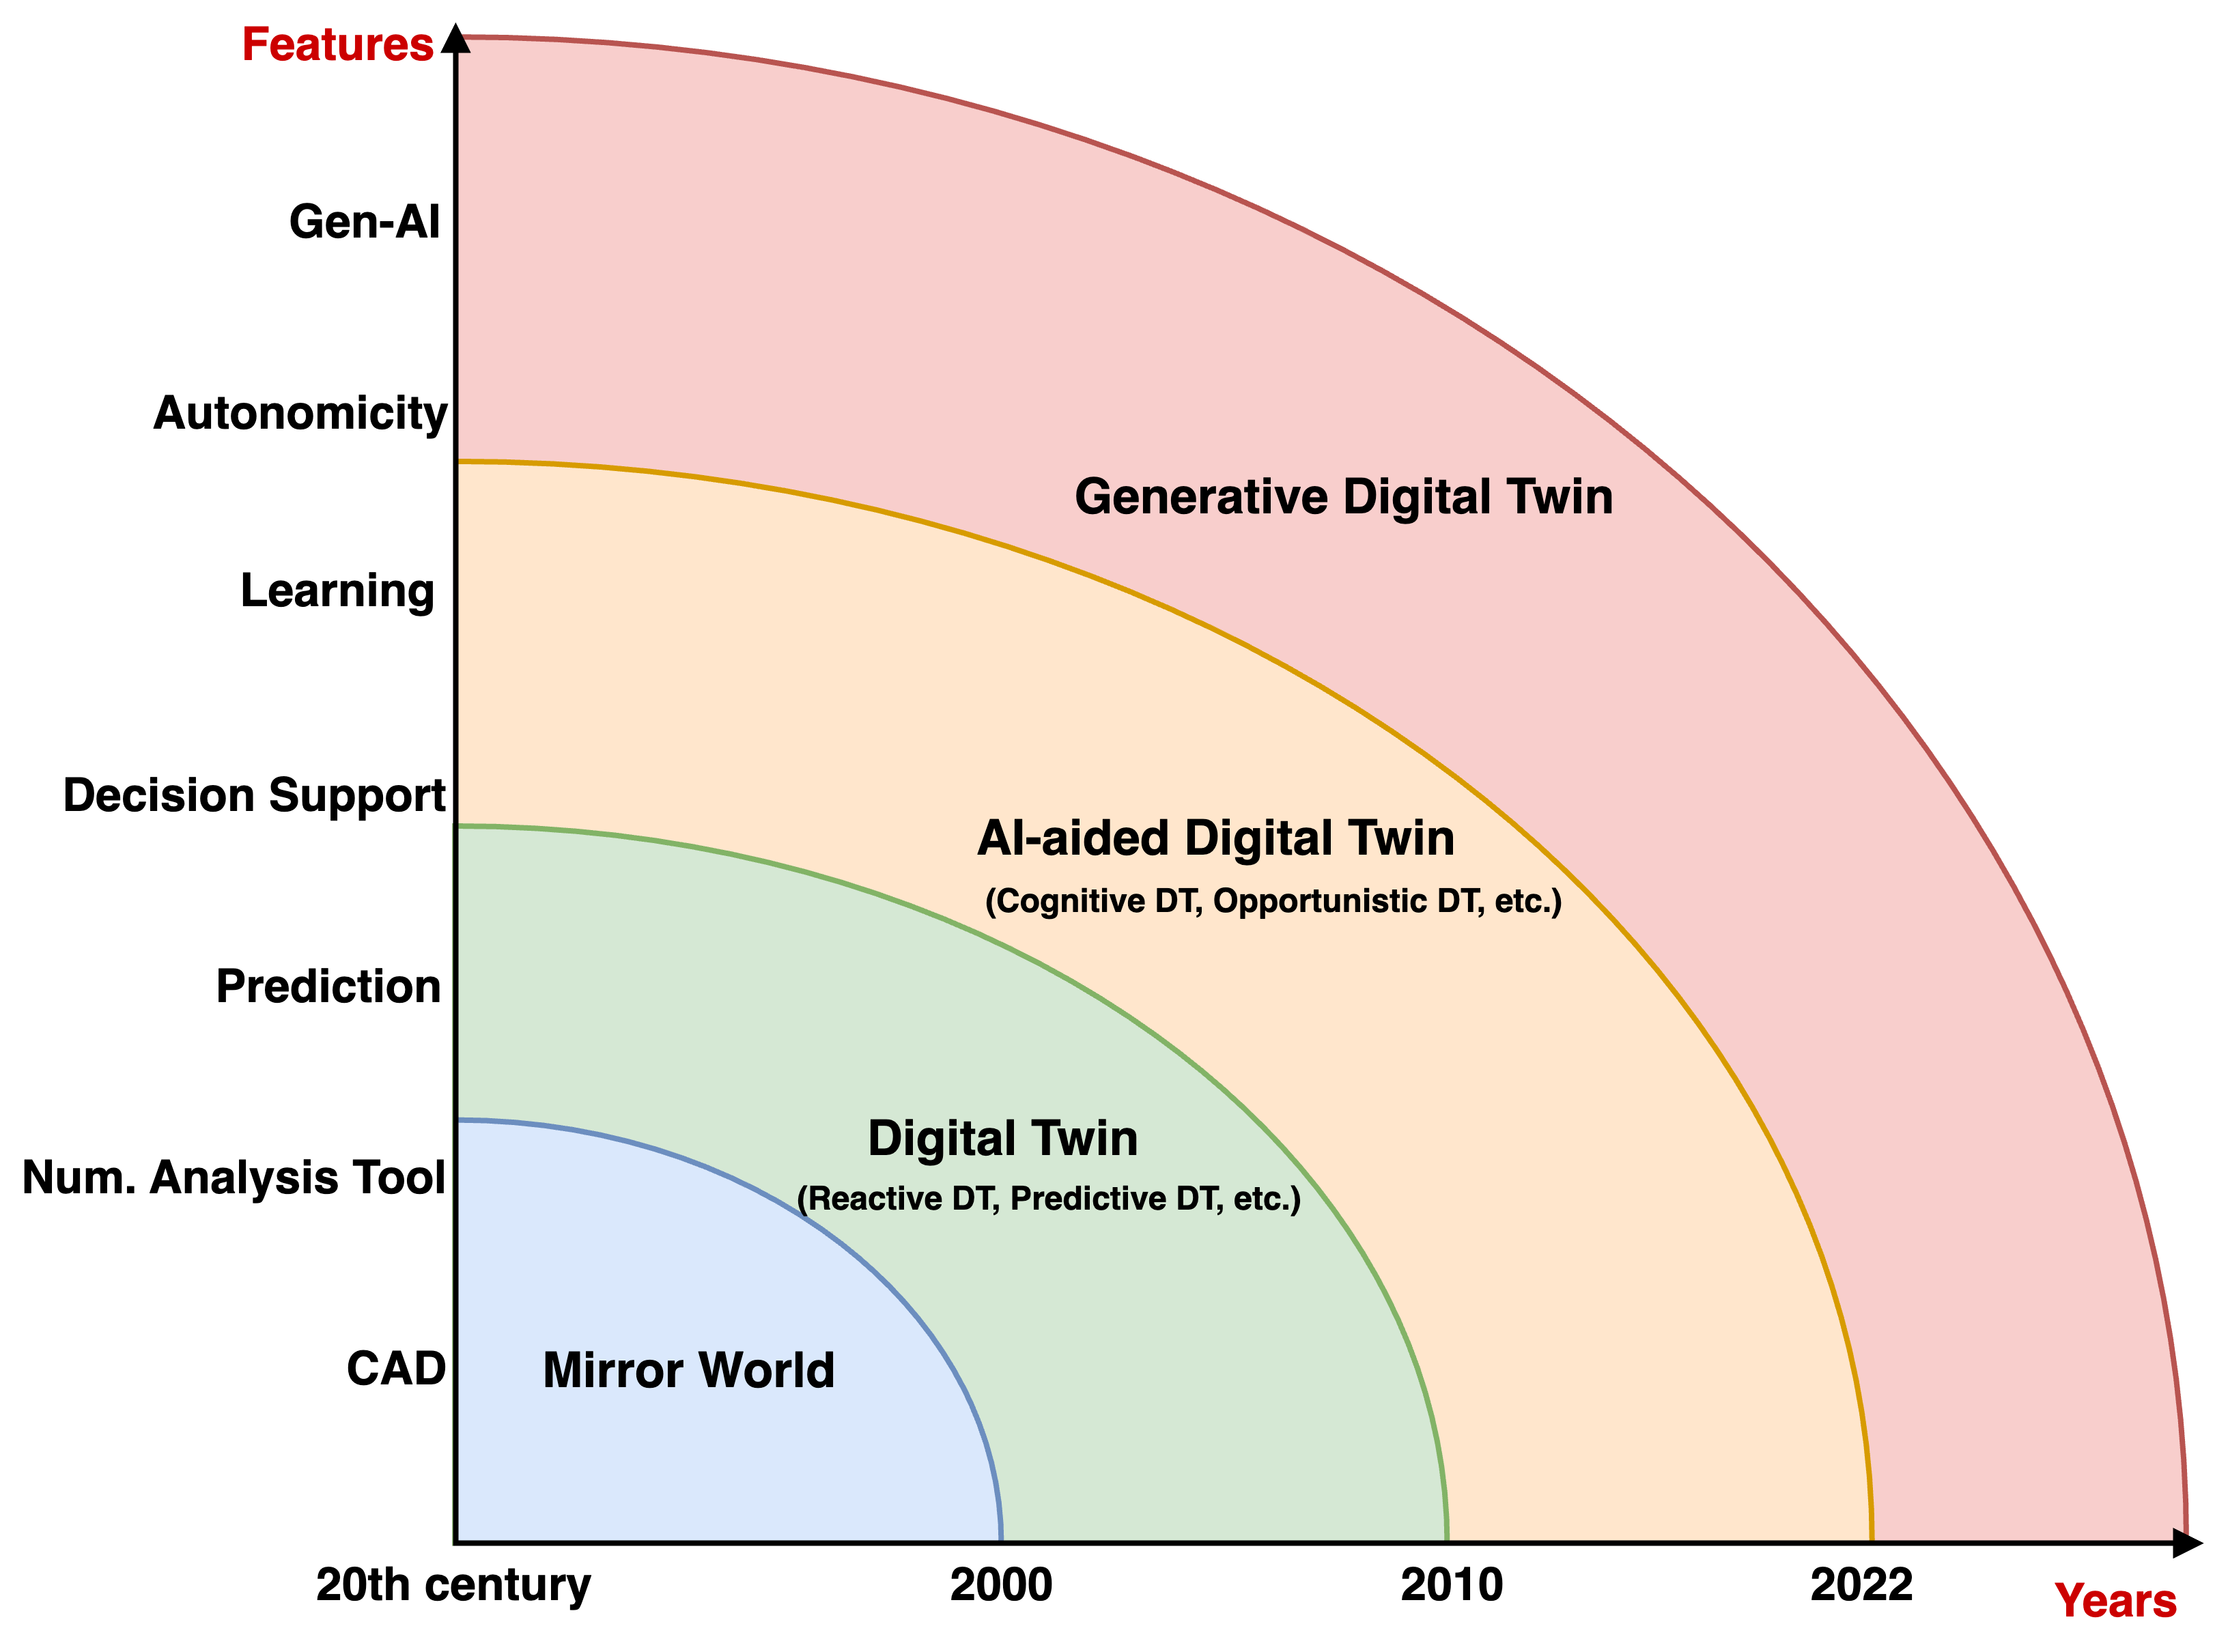 Features
Gen-AI
Autonomicity
Generative Digital Twin
Learning
Decision Support
AI-aided Digital Twin
(Cognitive DT, Opportunistic DT, etc.)
Prediction
Digital Twin
Num. Analysis Tool
(Reactive DT, Predictive DT, etc.)
CAD
Mirror World
20th century
2000
2010
2022
Years